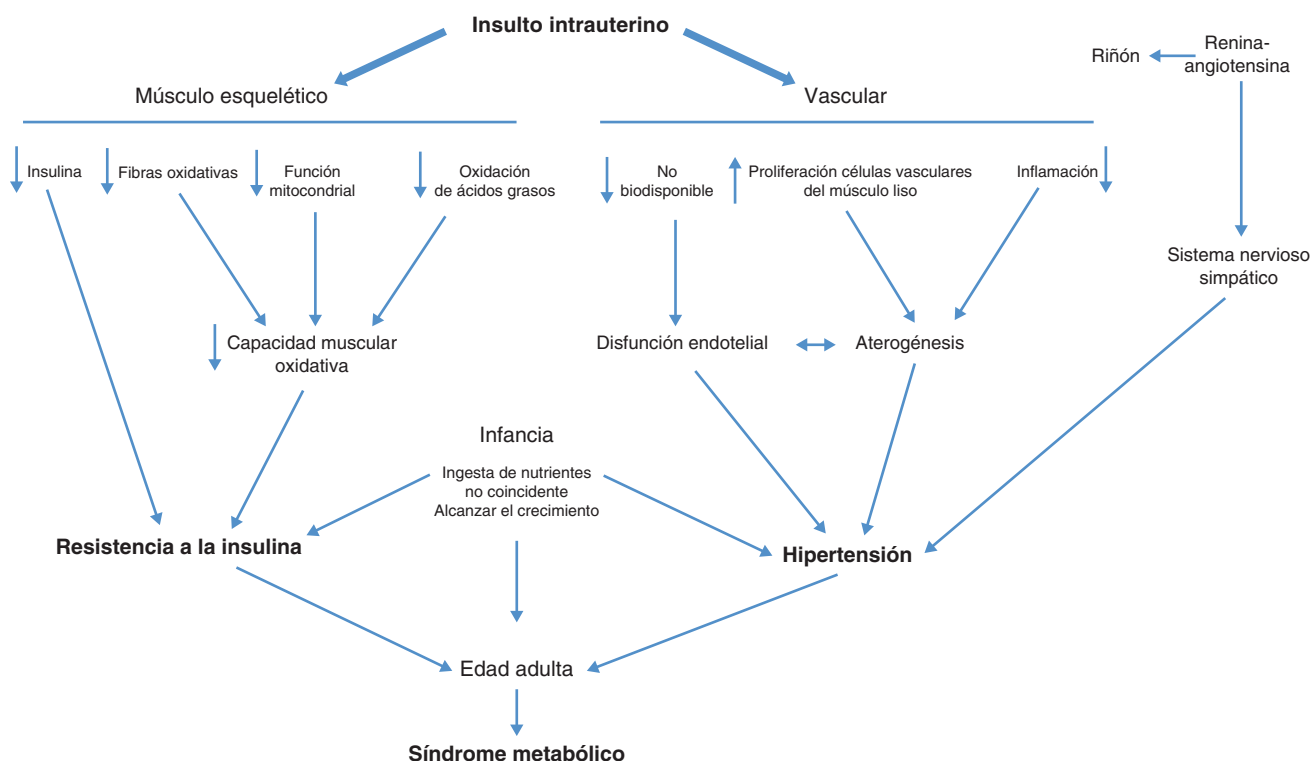 Insulto intrauterino
Renina-
angiotensina
Riñón
Músculo esquelético
Vascular
Insulina
Fibras oxidativas
Función
mitocondrial
Oxidación
de ácidos grasos
No
biodisponible
Proliferación células vasculares
del músculo liso
Inflamación
Sistema nervioso
simpático
Capacidad muscular
oxidativa
Disfunción endotelial
Aterogénesis
Infancia
Ingesta de nutrientes
no coincidente
Alcanzar el crecimiento
Resistencia a la insulina
Hipertensión
Edad adulta
Síndrome metabólico